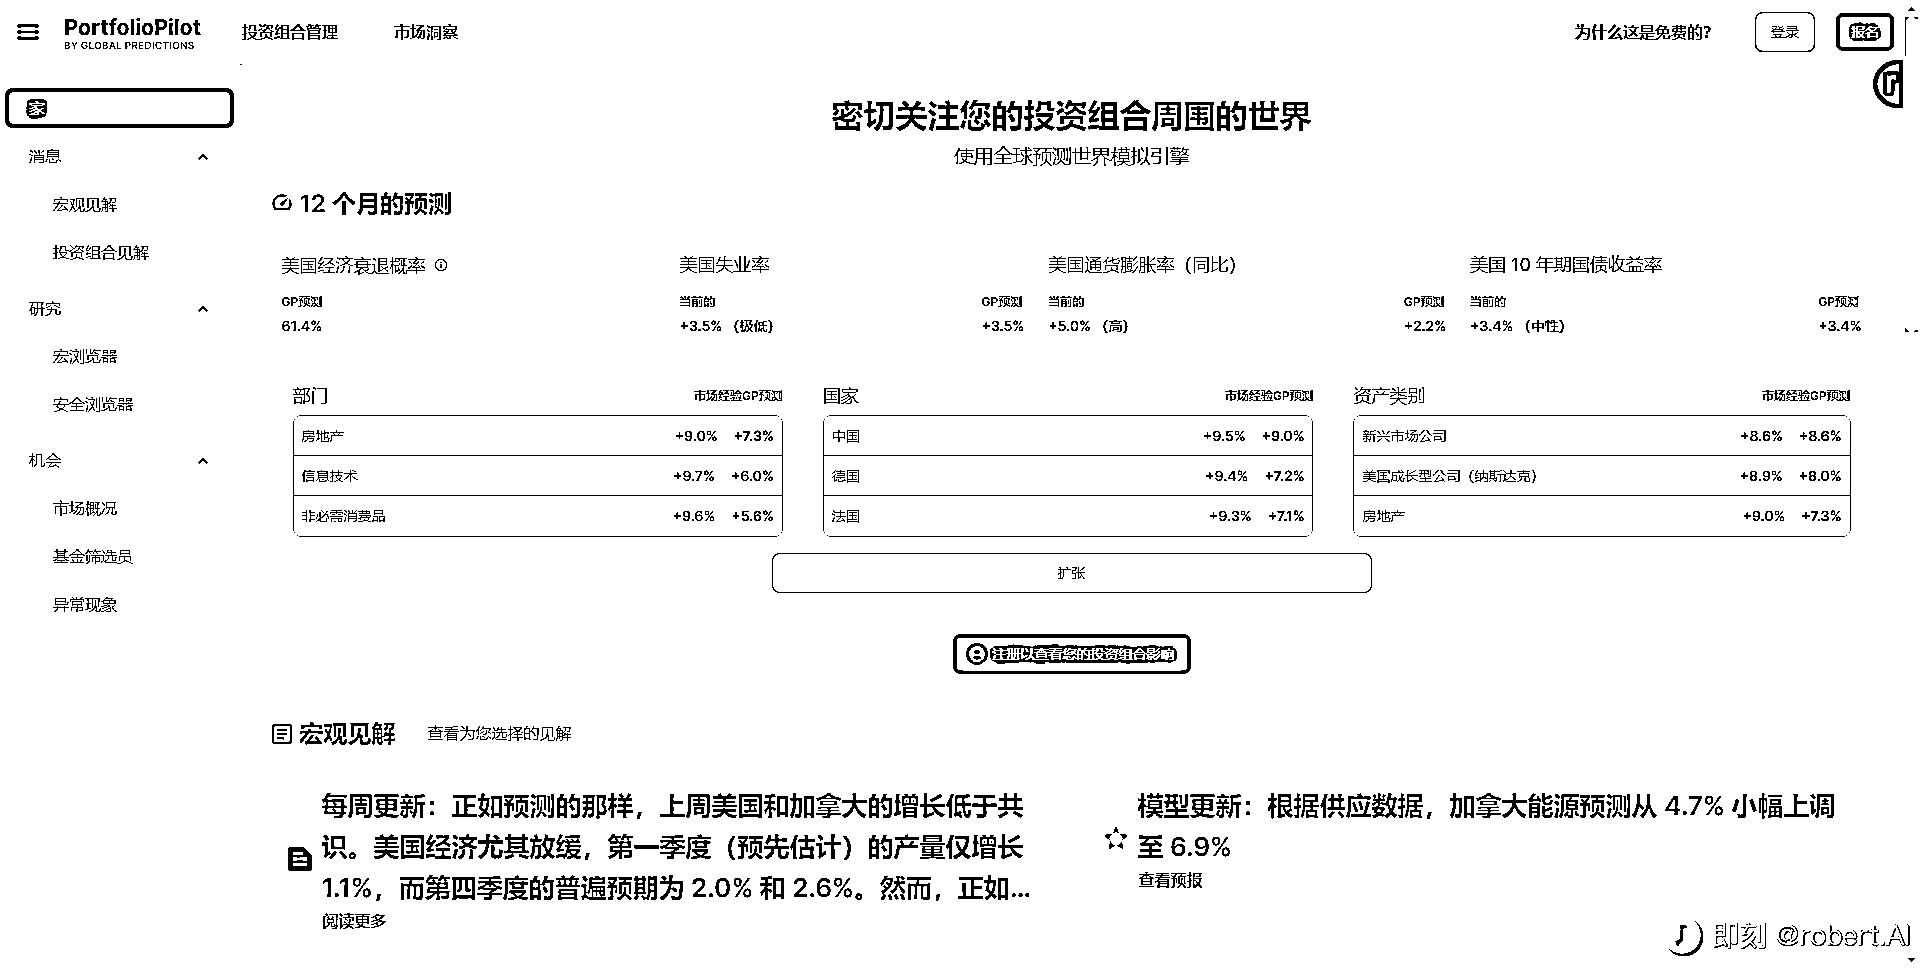 PortfolioPilot
BY GLOBAL PREDICTIONS
投资组合管理
市场洞察
为什么这是免费的?
登录
报名
家
消息
宏观见解
投资组合见解
研究
宏浏览器
安全浏览器
机会
市场概况
基金筛选员
异常现象
密切关注您的投资组合周围的世界
使用全球预测世界模拟引擎
12 个月的预测
美国经济衰退概率
GP预测
61.4%
美国失业率
当前的 GP预测
+3.5% （极低） +3.5%
美国通货膨胀率（同比）
当前的 GP预测
+5.0% （高） +2.2%
美国 10 年期国债收益率
当前的 GP预测
+3.4% （中性） +3.4%
部门 市场经验GP预测
房地产 +9.0% +7.3%
信息技术 +9.7% +6.0%
非必需消费品 +9.6% +5.6%
国家 市场经验GP预测
中国 +9.5% +9.0%
德国 +9.4% +7.2%
法国 +9.3% +7.1%
资产类别 市场经验GP预测
新兴市场公司 +8.6% +8.6%
美国成长型公司（纳斯达克） +8.9% +8.0%
房地产 +9.0% +7.3%
扩张
注册以查看您的投资组合影响
宏观见解 查看为您选择的见解
每周更新：正如预测的那样，上周美国和加拿大的增长低于共
识。美国经济尤其放缓，第一季度（预先估计）的产量仅增长
1.1%，而第四季度的普遍预期为 2.0% 和 2.6%。然而，正如...
阅读更多
模型更新：根据供应数据，加拿大能源预测从 4.7% 小幅上调
至 6.9%
查看预报
即刻 @robert.AI